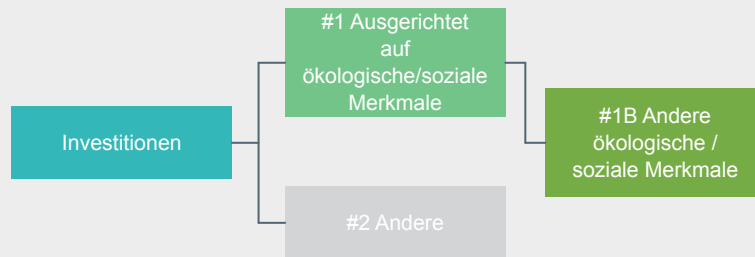 #1 Ausgerichtet
auf
ökologische/soziale
Merkmale
Investitionen
#1B Andere
ökologische /
soziale Merkmale
#2 Andere